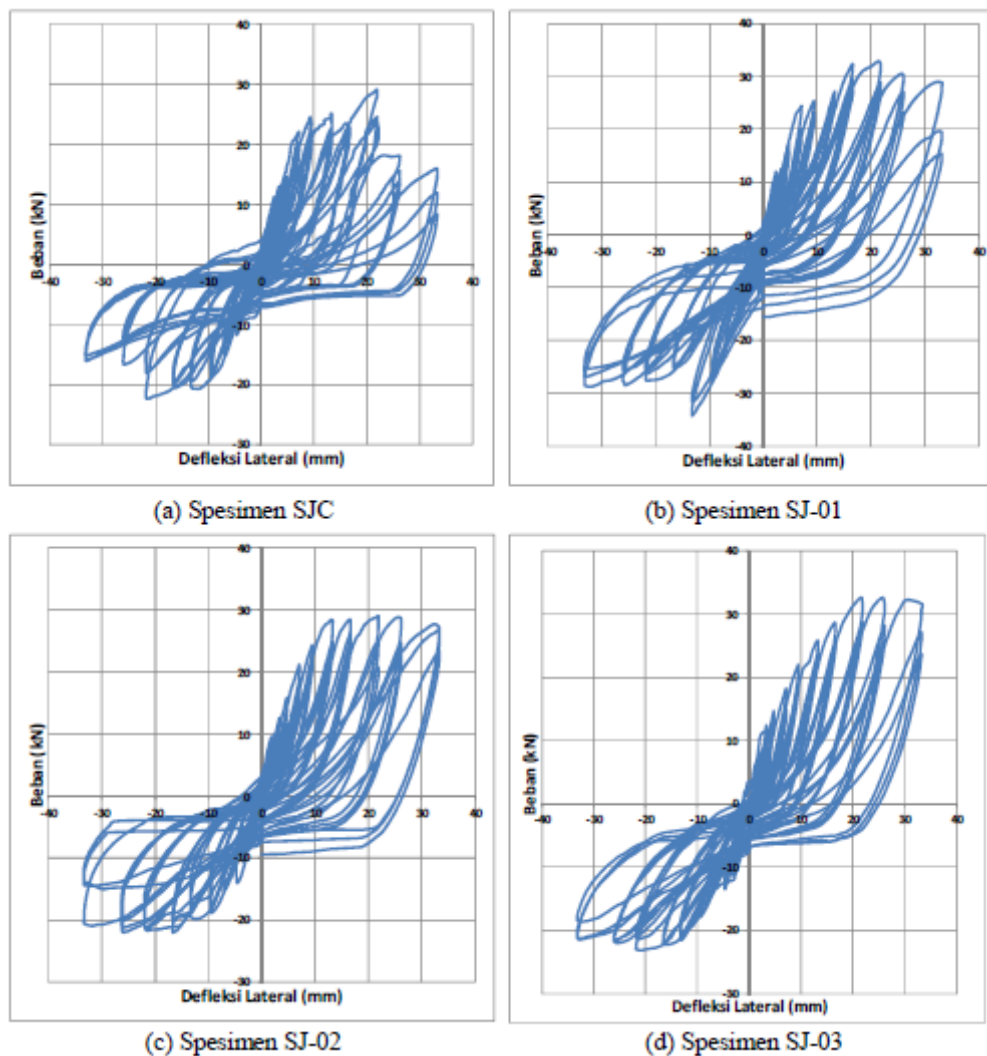 40
30
20
10
0
-40 -30 -20 -10 0 10 20 30 40
-10
-20
-30
Beban (kN)
Defleksi Lateral (mm)
(a) Spesimen SJC
40
30
20
10
0
-40 -30 -20 -10 0 10 20 30 40
-10
-20
-30
-40
Beban (kN)
Defleksi Lateral (mm)
(b) Spesimen SJ-01
40
30
20
10
0
-40 -30 -20 -10 0 10 20 30 40
-10
-20
-30
Beban (kN)
Defleksi Lateral (mm)
(c) Spesimen SJ-02
40
30
20
10
0
-40 -30 -20 -10 0 10 20 30 40
-10
-20
-30
Beban (kN)
Defleksi Lateral (mm)
(d) Spesimen SJ-03